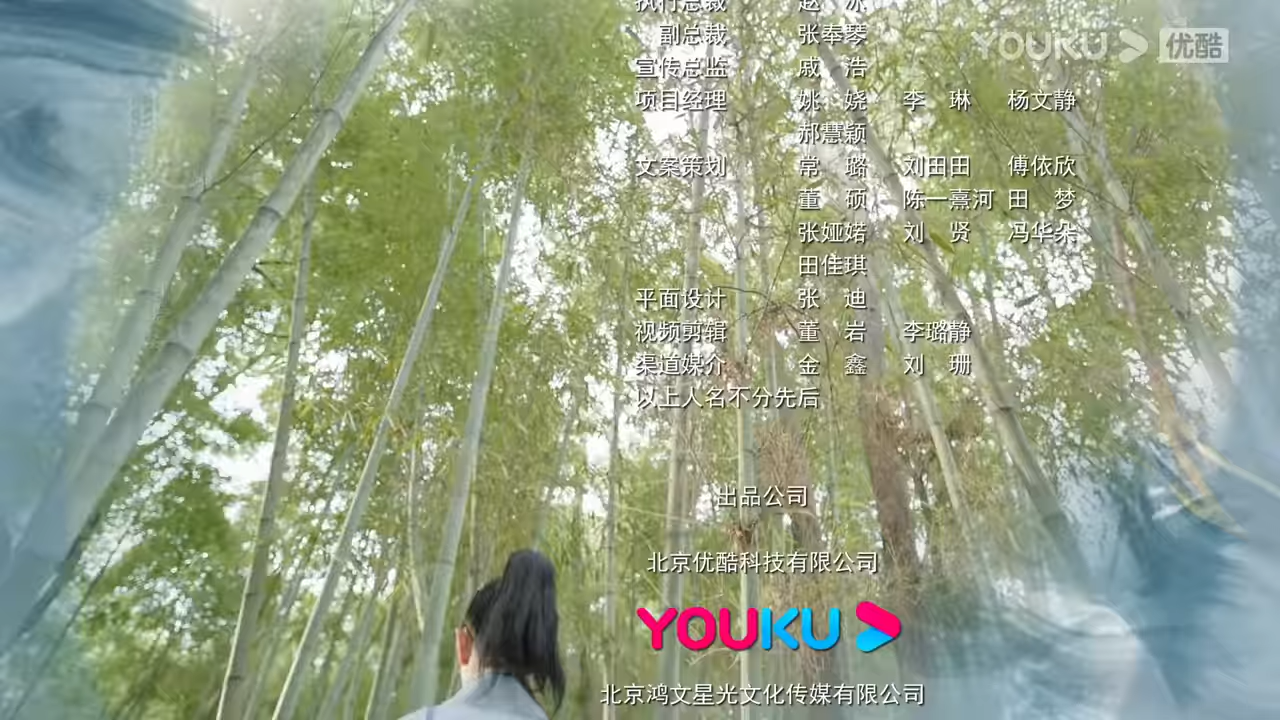 执行总裁 赵 冰
YOUKU 优酷
副总裁 张奉琴
宣传总监 戚 浩
项目经理 姚 娆 李 琳 杨文静
郝慧颖
文案策划 常 璐 刘田田 傅依欣
董 硕 陈一熹河 田 梦
张娅婼 刘 贤 冯华朵
田佳琪
平面设计 张 迪
视频剪辑 董 岩 李璐静
渠道媒介 金 鑫 刘 珊
以上人名不分先后
出品公司
北京优酷科技有限公司
YOUKU
北京鸿文星光文化传媒有限公司